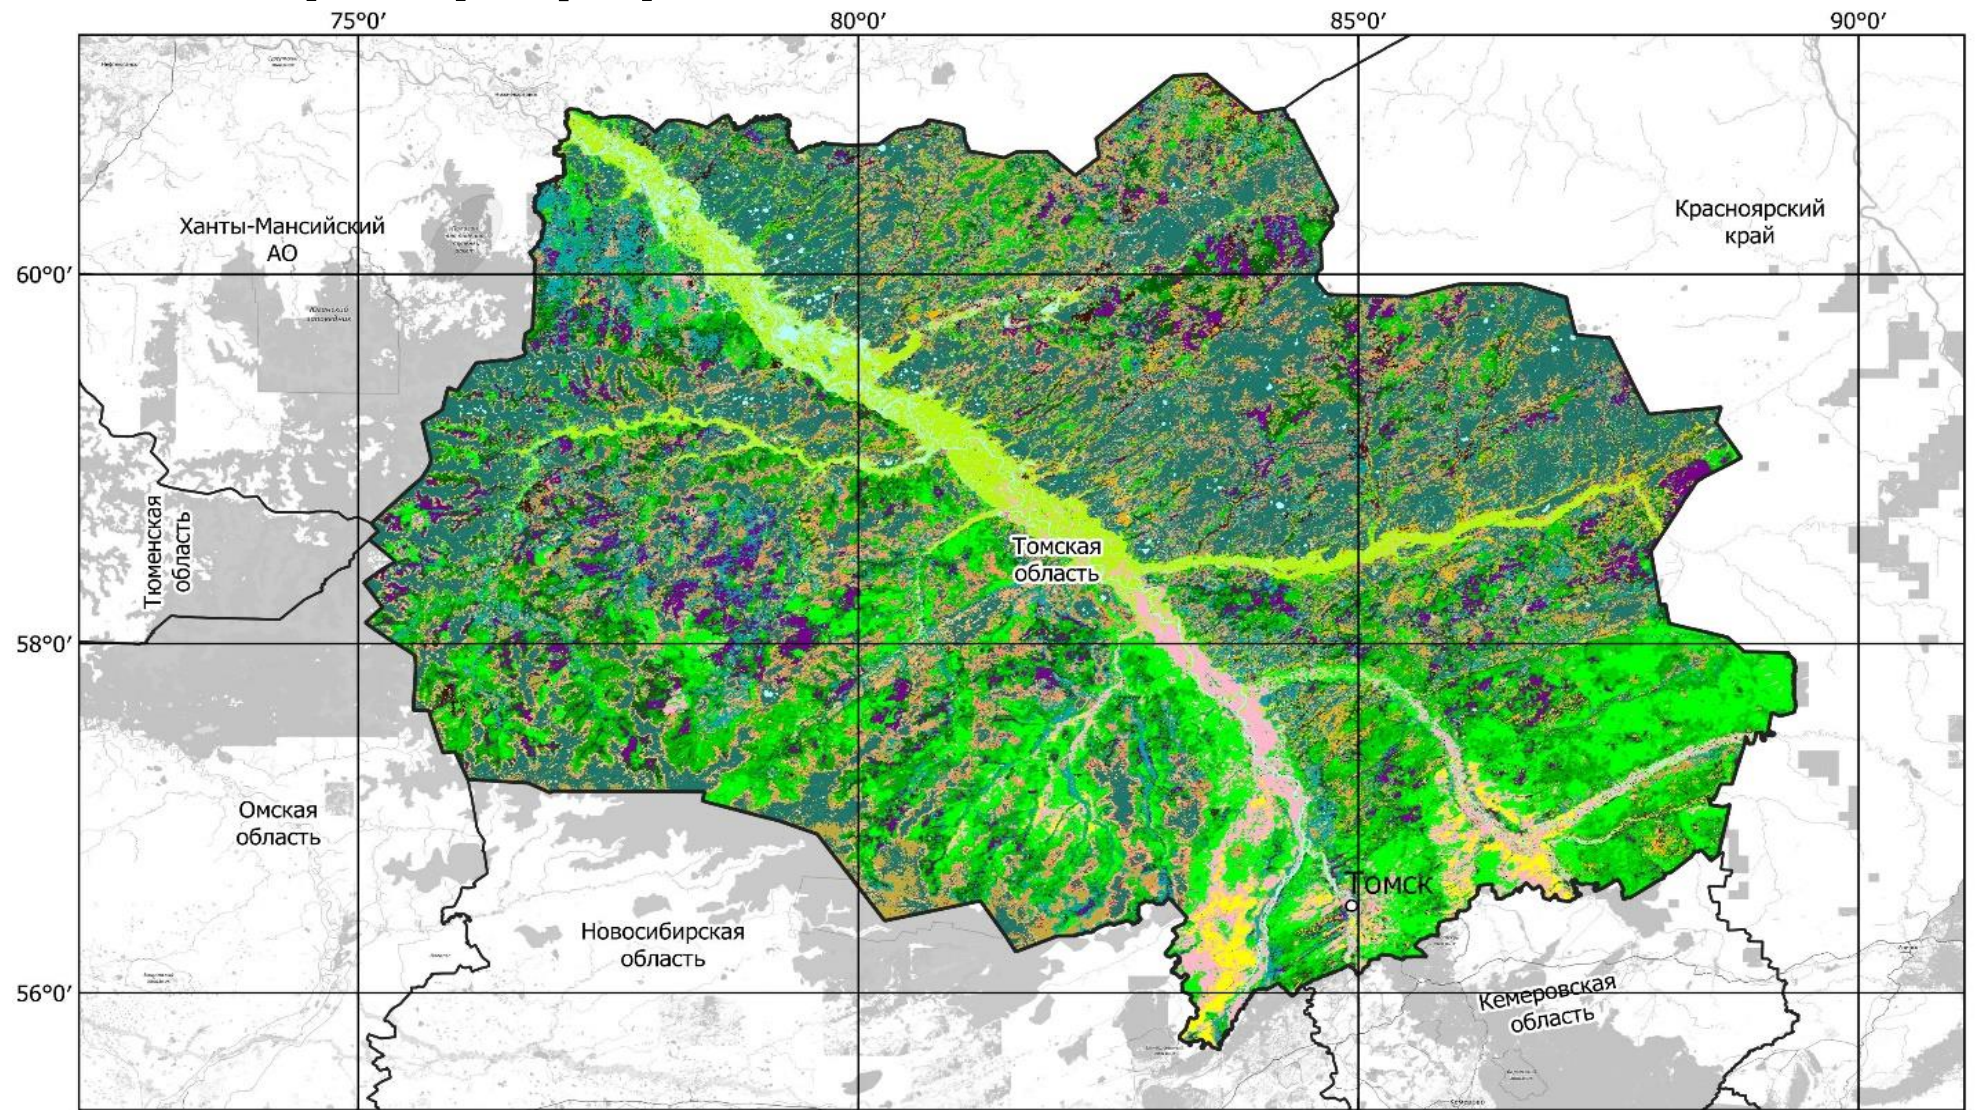 75°0′ 80°0′ 85°0′ 90°0′
Ханты-Мансийский
АО
Красноярский
край
60°0′
Тюменская
область
Томская
область
58°0′
Омская
область
Томск
Новосибирская
область
56°0′
Кемеровская
область